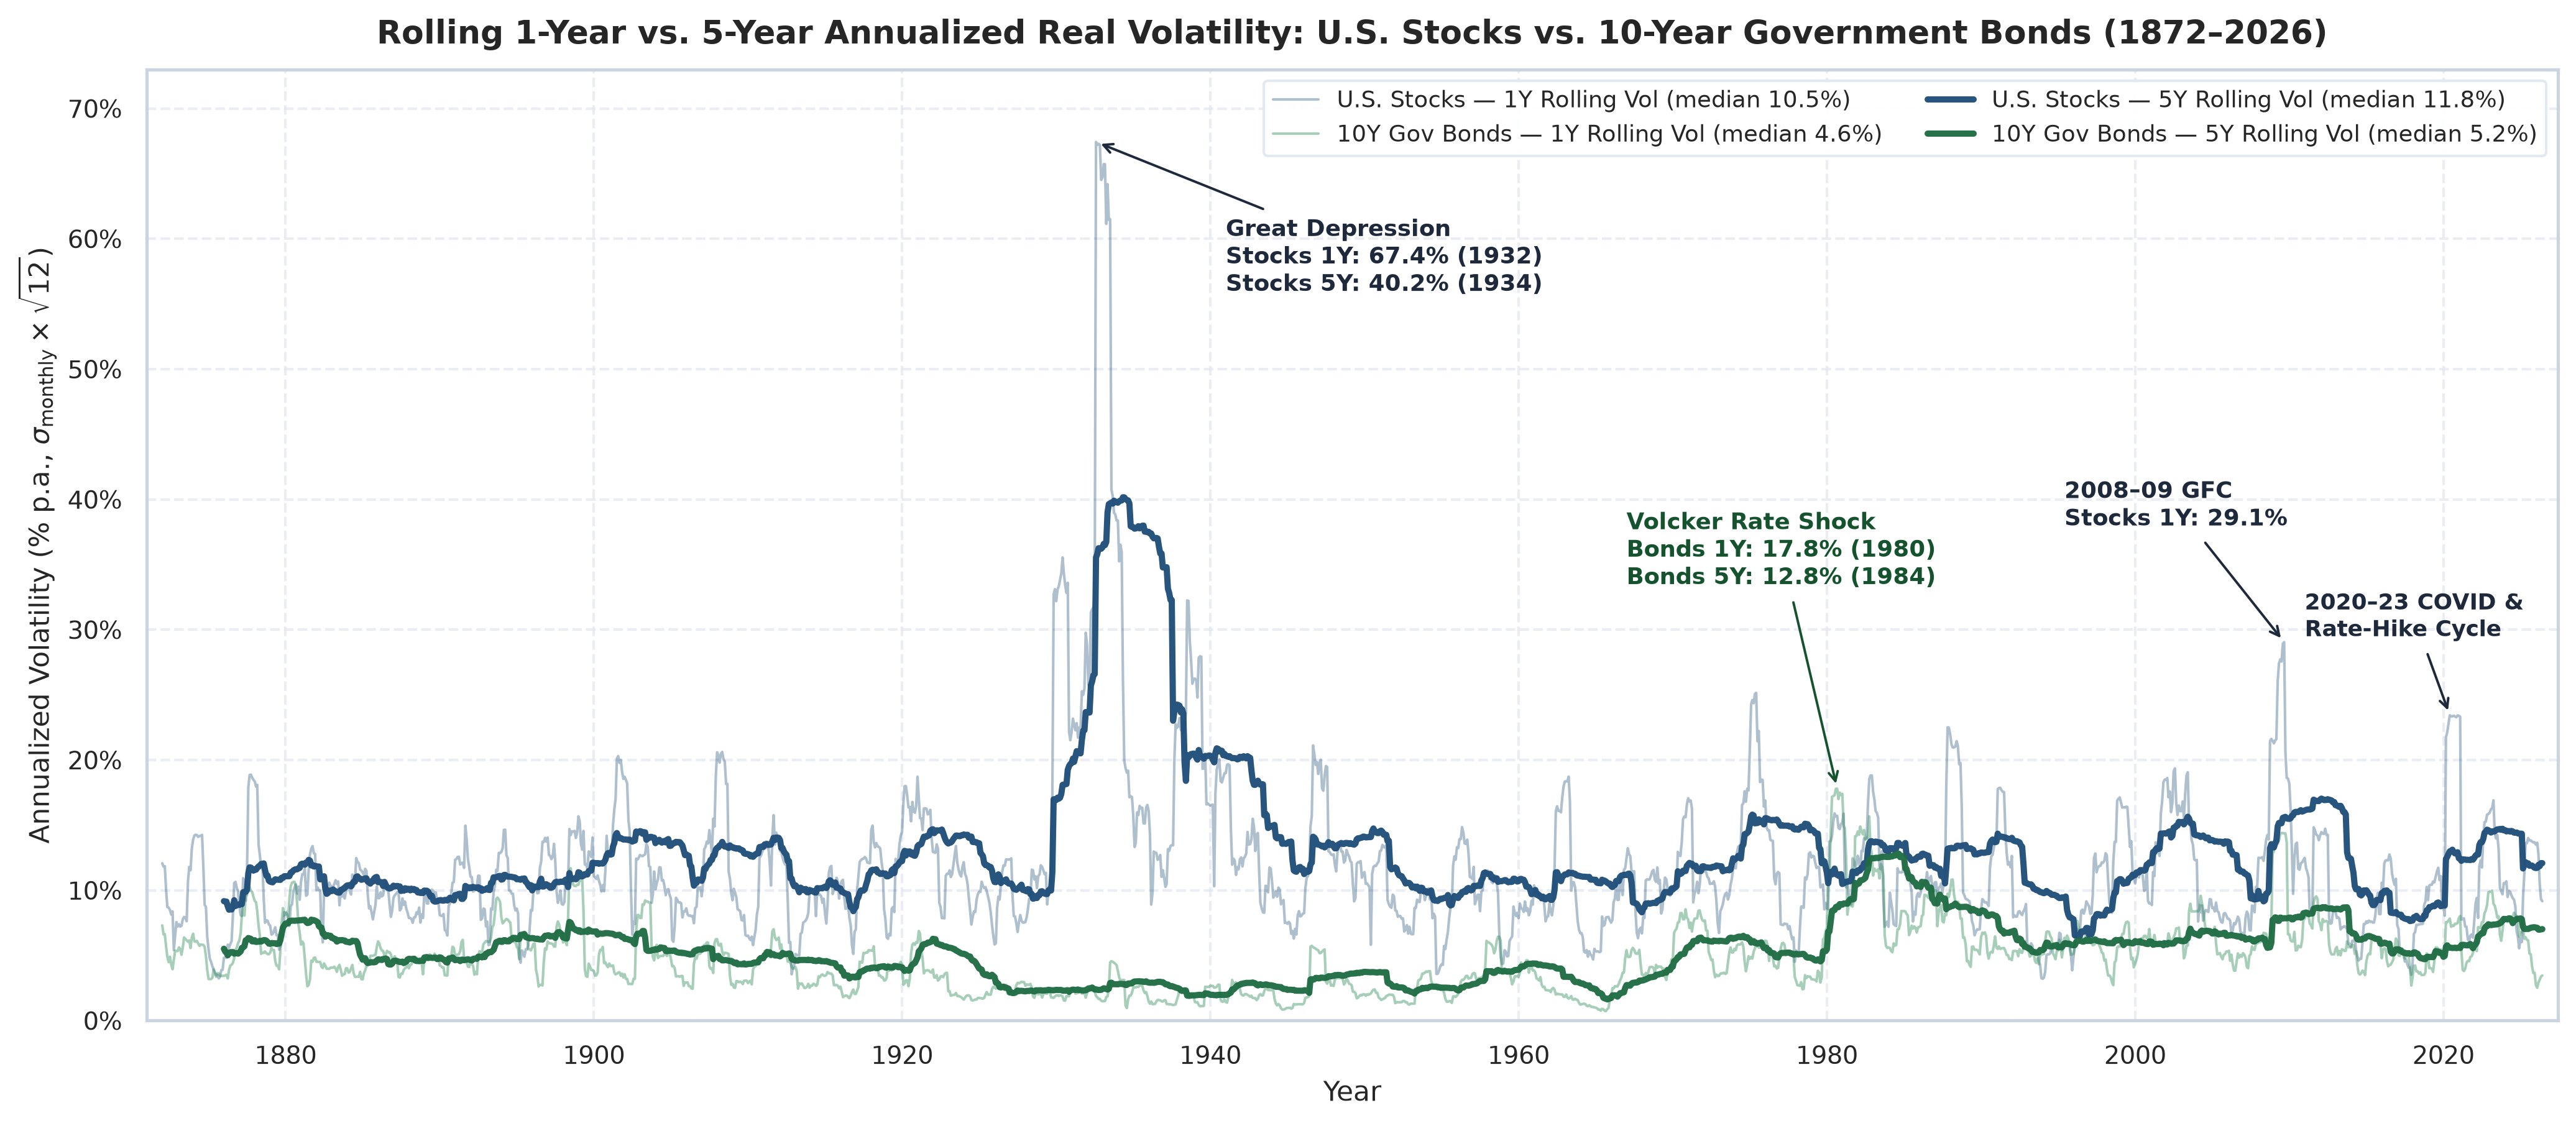 Rolling 1-Year vs. 5-Year Annualized Real Volatility: U.S. Stocks vs. 10-Year Government Bonds (1872–2026)
U.S. Stocks — 1Y Rolling Vol (median 10.5%)
10Y Gov Bonds — 1Y Rolling Vol (median 4.6%)
U.S. Stocks — 5Y Rolling Vol (median 11.8%)
10Y Gov Bonds — 5Y Rolling Vol (median 5.2%)
Annualized Volatility (% p.a., σ_monthly × √12)
70%
60%
50%
40%
30%
20%
10%
0%
Great Depression
Stocks 1Y: 67.4% (1932)
Stocks 5Y: 40.2% (1934)
Volcker Rate Shock
Bonds 1Y: 17.8% (1980)
Bonds 5Y: 12.8% (1984)
2008–09 GFC
Stocks 1Y: 29.1%
2020–23 COVID &
Rate-Hike Cycle
1880
1900
1920
1940
1960
1980
2000
2020
Year